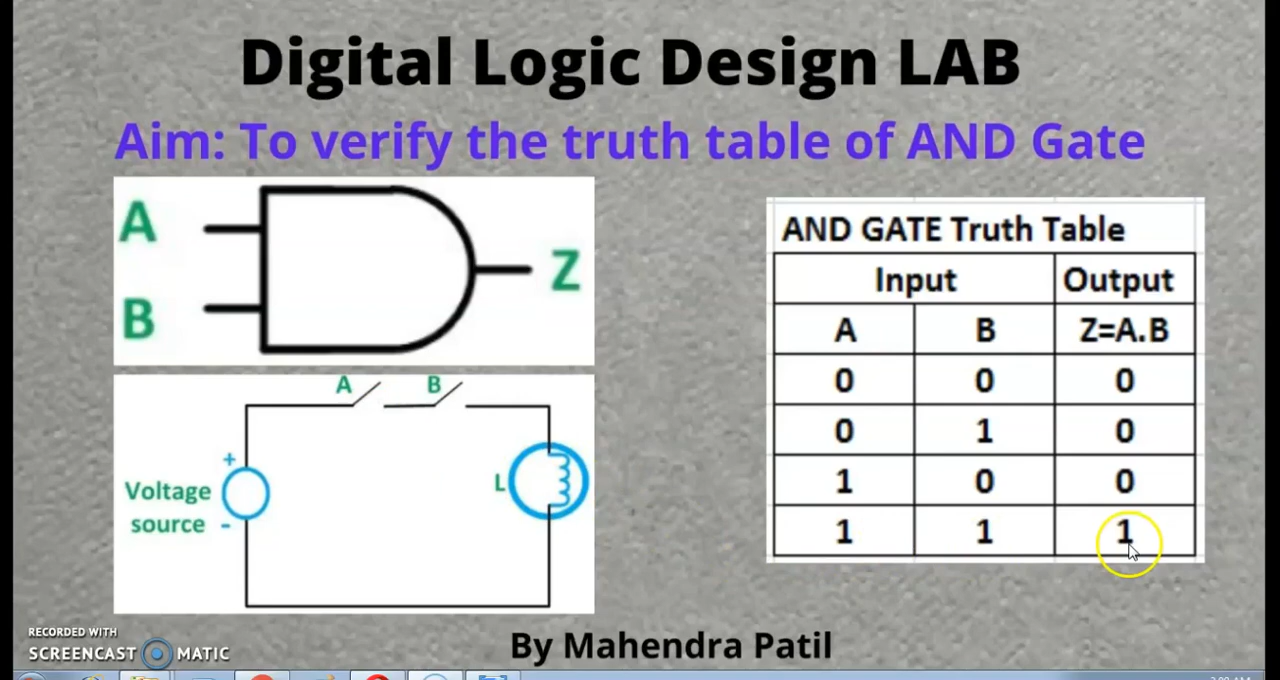 Digital Logic Design LAB
Aim: To verify the truth table of AND Gate
A
B
Z
A B
Voltage
source
+
-
L
AND GATE Truth Table
Input Output
A B Z=A.B
0 0 0
0 1 0
1 0 0
1 1 1
RECORDED WITH
SCREENCAST MATIC
By Mahendra Patil